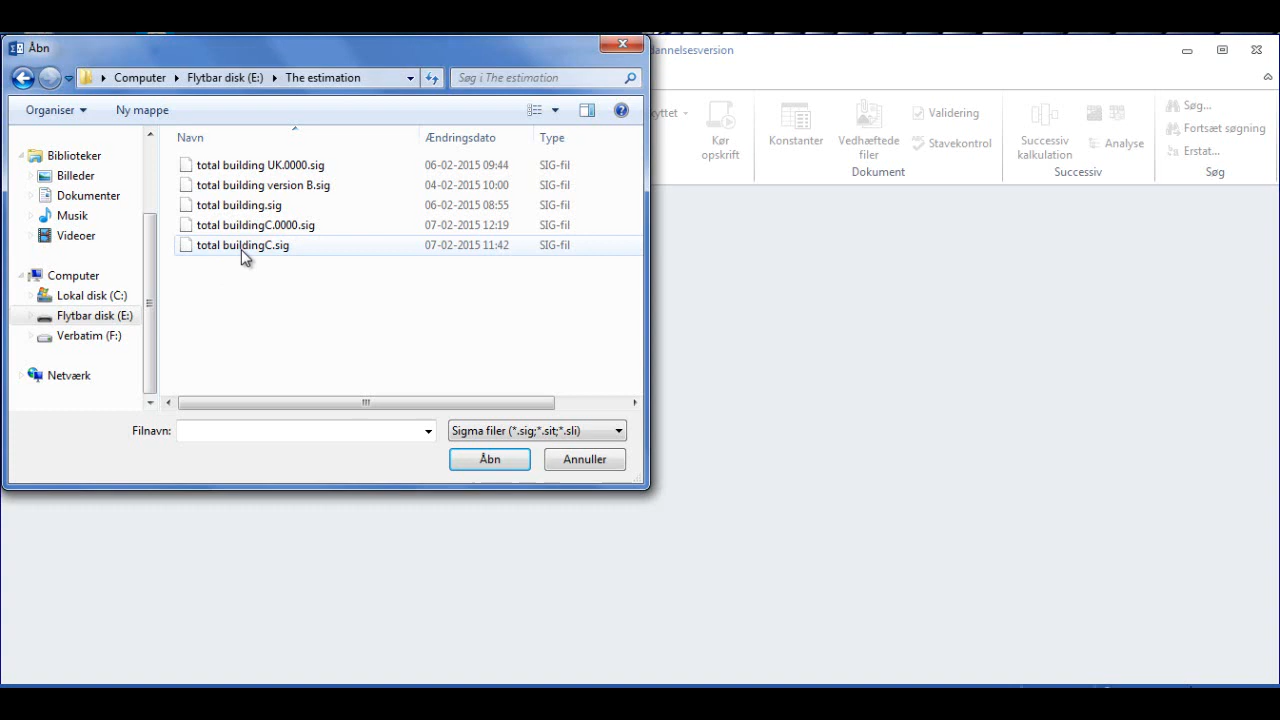 Åbn
dannelsesversion
Computer Flytbar disk (E:) The estimation
Søg i The estimation
Organiser Ny mappe
Navn Ændringsdato Type
total building UK.0000.sig 06-02-2015 09:44 SIG-fil
total building version B.sig 04-02-2015 10:00 SIG-fil
total building.sig 06-02-2015 08:55 SIG-fil
total buildingC.0000.sig 07-02-2015 12:19 SIG-fil
total buildingC.sig 07-02-2015 11:42 SIG-fil
Biblioteker
Billeder
Dokumenter
Musik
Videoer
Computer
Lokal disk (C:)
Flytbar disk (E:)
Verbatim (F:)
Netværk
Filnavn:
Sigma filer (*.sig;*.sit;*.sli)
Åbn Annuller
yttet
Kør
opskrift
Konstanter
Vedhæftede
filer
Validering
Stavekontrol
Dokument
Successiv
kalkulation
Analyse
Successiv
Søg...
Fortsæt søgning
Erstat...
Søg